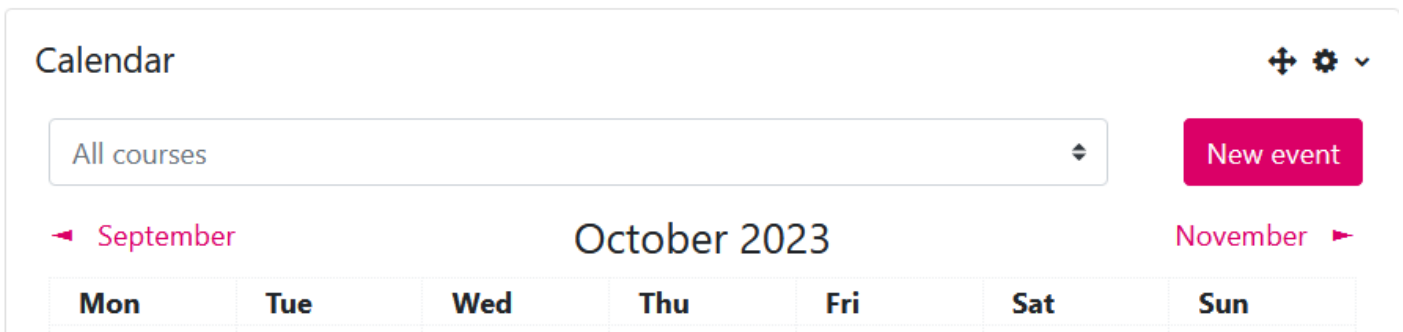 Calendar
All courses New event
◄ September October 2023 November ►
Mon Tue Wed Thu Fri Sat Sun